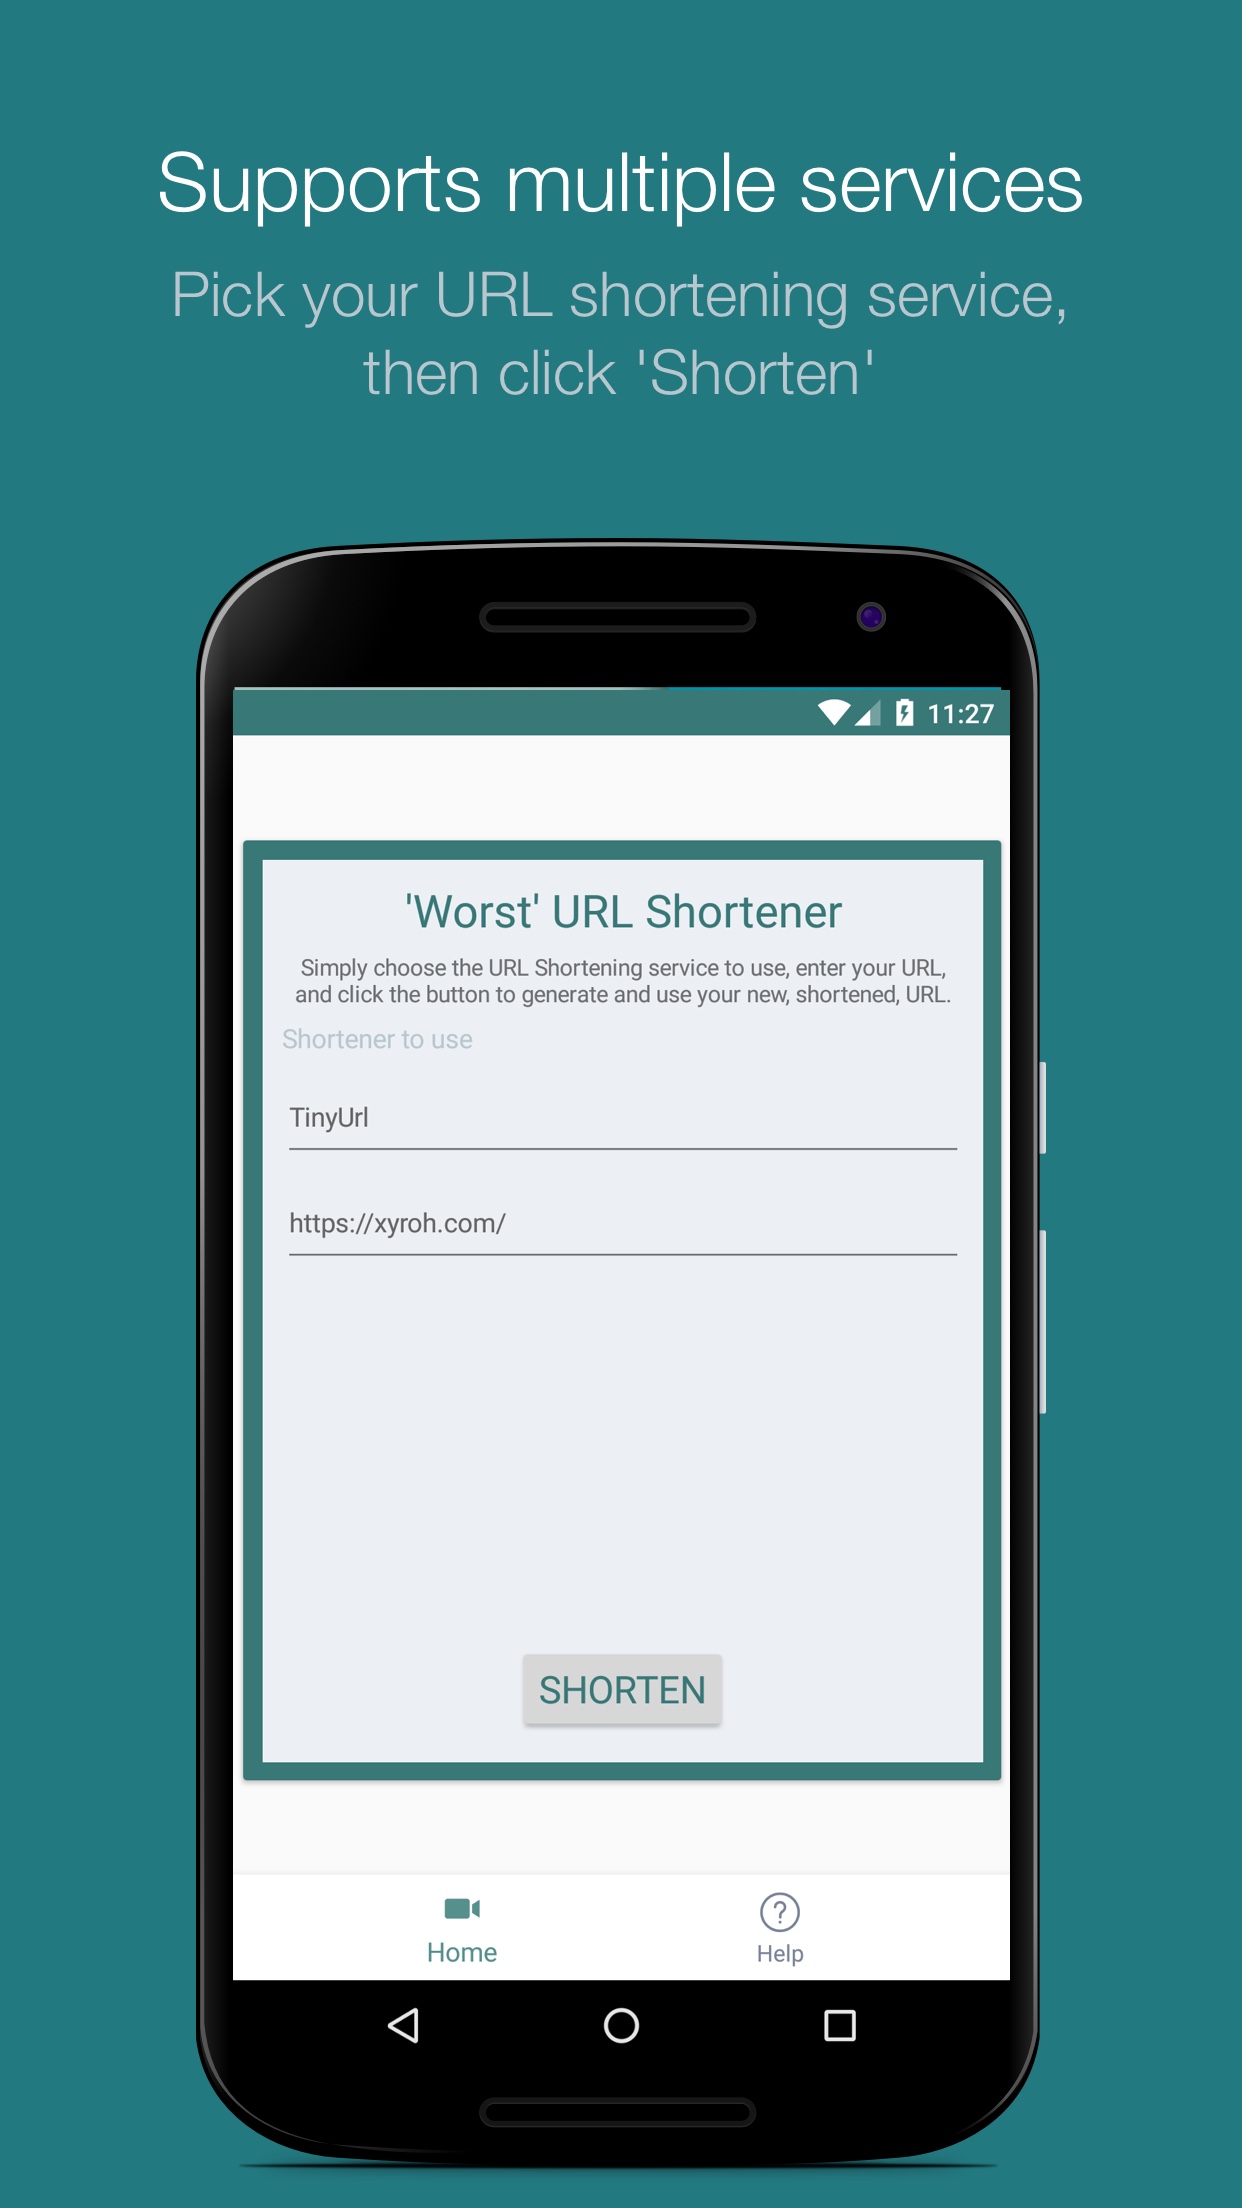 Supports multiple services
Pick your URL shortening service,
then click 'Shorten'
11:27
'Worst' URL Shortener
Simply choose the URL Shortening service to use, enter your URL,
and click the button to generate and use your new, shortened, URL.
Shortener to use
TinyUrl
https://xyroh.com/
SHORTEN
Home
Help